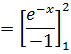 = [e^{-x}/-1]_1^2